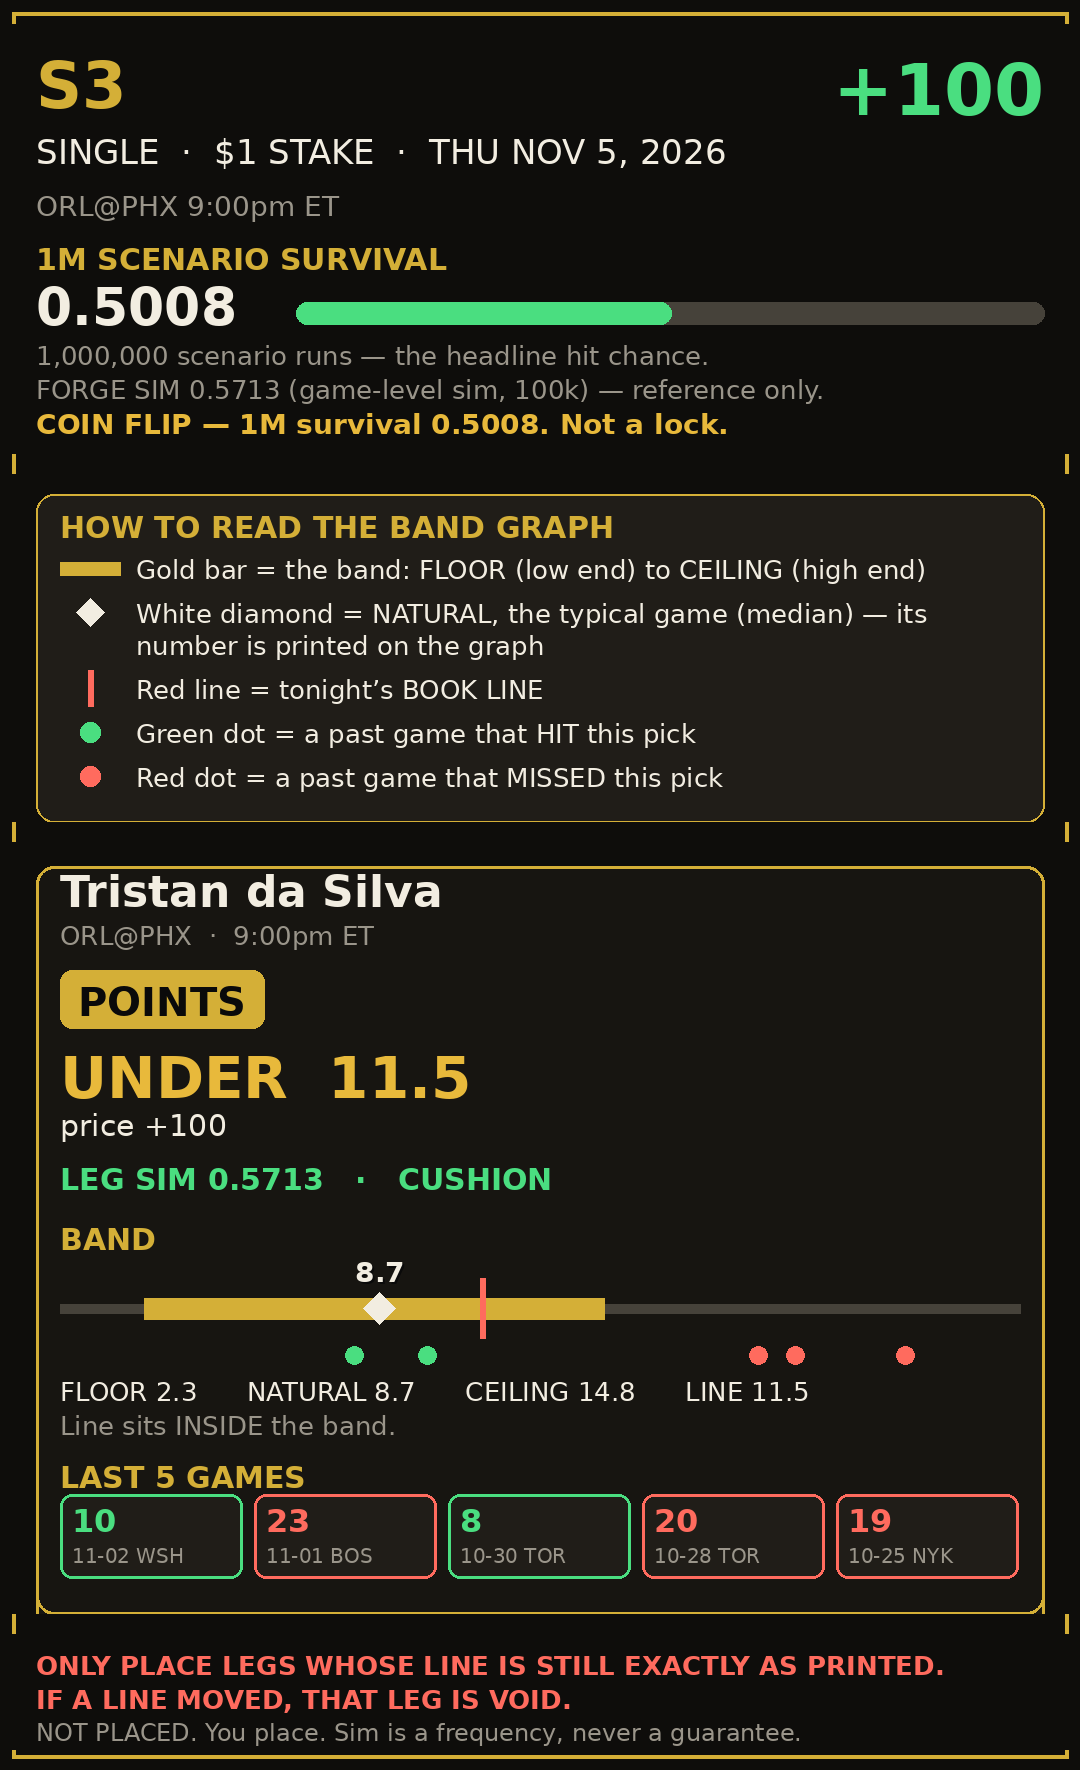 S3
+100
SINGLE · $1 STAKE · THU NOV 5, 2026
ORL@PHX 9:00pm ET
1M SCENARIO SURVIVAL
0.5008
1,000,000 scenario runs — the headline hit chance.
FORGE SIM 0.5713 (game-level sim, 100k) — reference only.
COIN FLIP — 1M survival 0.5008. Not a lock.
HOW TO READ THE BAND GRAPH
Gold bar = the band: FLOOR (low end) to CEILING (high end)
White diamond = NATURAL, the typical game (median) — its
number is printed on the graph
Red line = tonight’s BOOK LINE
Green dot = a past game that HIT this pick
Red dot = a past game that MISSED this pick
Tristan da Silva
ORL@PHX · 9:00pm ET
POINTS
UNDER 11.5
price +100
LEG SIM 0.5713 · CUSHION
BAND
8.7
FLOOR 2.3 NATURAL 8.7 CEILING 14.8 LINE 11.5
Line sits INSIDE the band.
LAST 5 GAMES
10 23 8 20 19
11-02 WSH 11-01 BOS 10-30 TOR 10-28 TOR 10-25 NYK
ONLY PLACE LEGS WHOSE LINE IS STILL EXACTLY AS PRINTED.
IF A LINE MOVED, THAT LEG IS VOID.
NOT PLACED. You place. Sim is a frequency, never a guarantee.